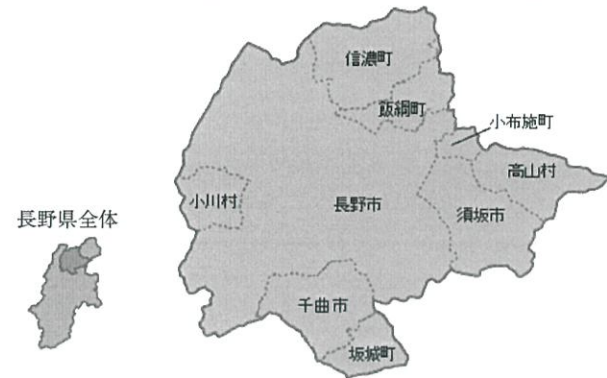 信濃町
飯綱町
小布施町
高山村
小川村
長野市
須坂市
長野県全体
千曲市
坂城町